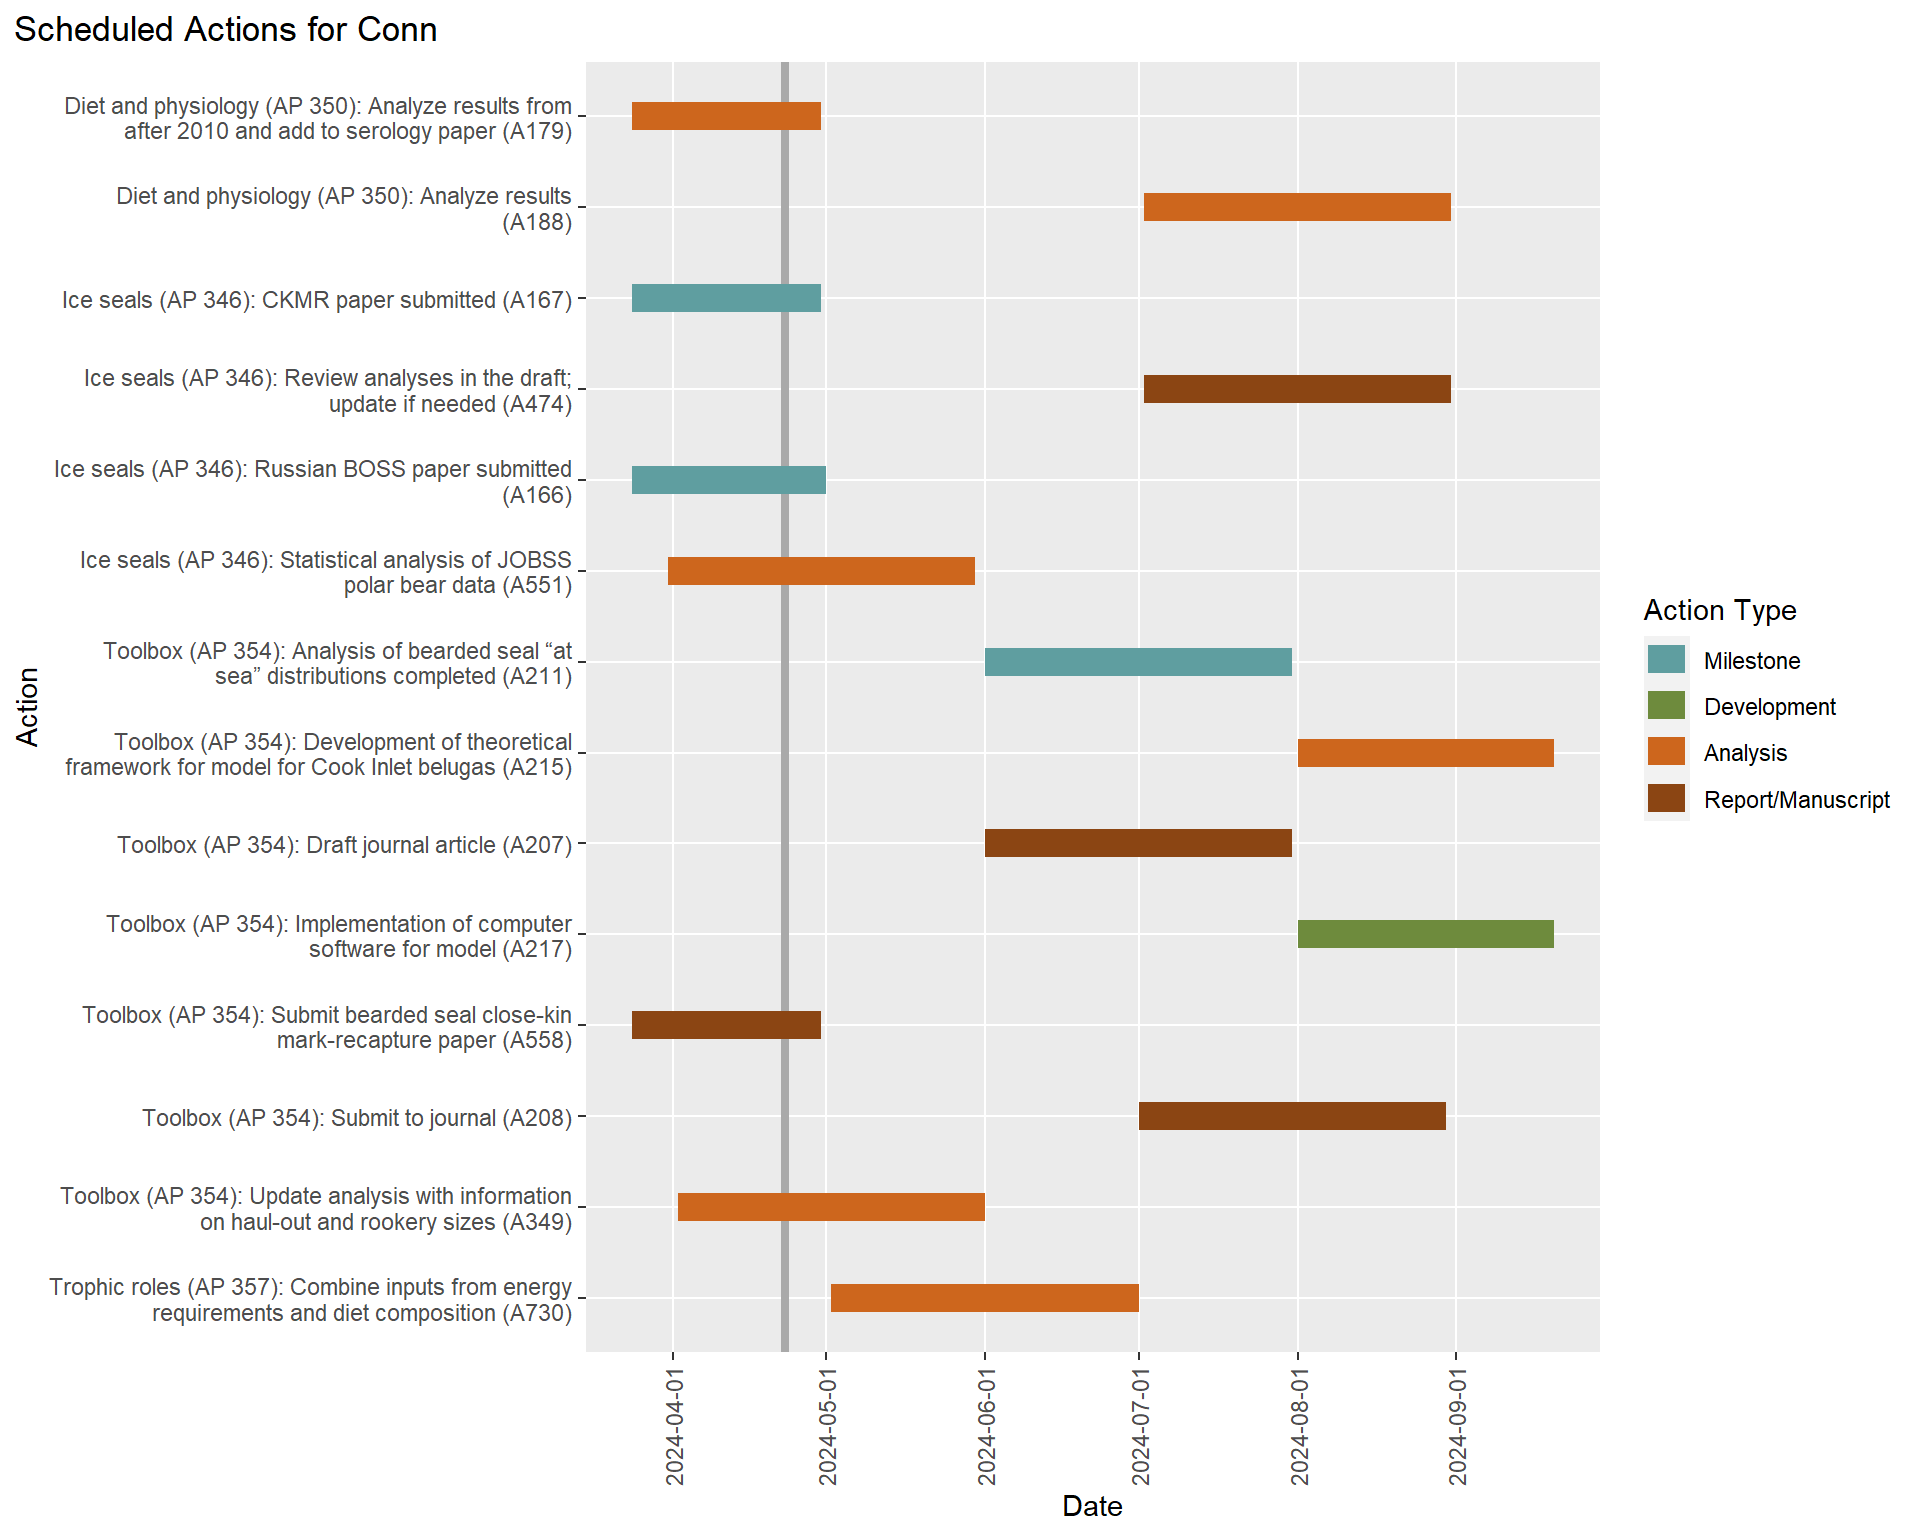 Scheduled Actions for Conn
Diet and physiology (AP 350): Analyze results from
after 2010 and add to serology paper (A179)
Diet and physiology (AP 350): Analyze results
(A188)
Ice seals (AP 346): CKMR paper submitted (A167)
Ice seals (AP 346): Review analyses in the draft;
update if needed (A474)
Ice seals (AP 346): Russian BOSS paper submitted
(A166)
Ice seals (AP 346): Statistical analysis of JOBSS
polar bear data (A551)
Toolbox (AP 354): Analysis of bearded seal “at
sea” distributions completed (A211)
Toolbox (AP 354): Development of theoretical
framework for model for Cook Inlet belugas (A215)
Toolbox (AP 354): Draft journal article (A207)
Toolbox (AP 354): Implementation of computer
software for model (A217)
Toolbox (AP 354): Submit bearded seal close-kin
mark-recapture paper (A558)
Toolbox (AP 354): Submit to journal (A208)
Toolbox (AP 354): Update analysis with information
on haul-out and rookery sizes (A349)
Trophic roles (AP 357): Combine inputs from energy
requirements and diet composition (A730)
Action
2024-04-01
2024-05-01
2024-06-01
2024-07-01
2024-08-01
2024-09-01
Date
Action Type
Milestone
Development
Analysis
Report/Manuscript